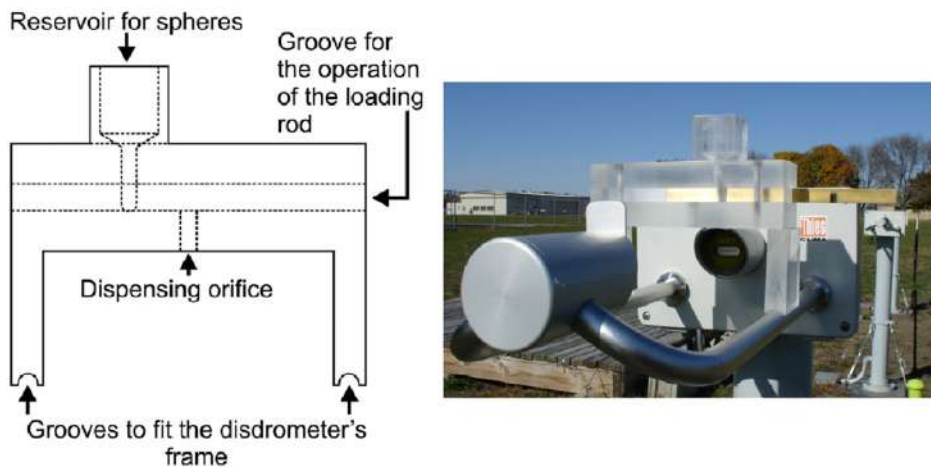 Reservoir for spheres
Groove for
the operation
of the loading
rod
Dispensing orifice
Grooves to fit the disdrometer's
frame